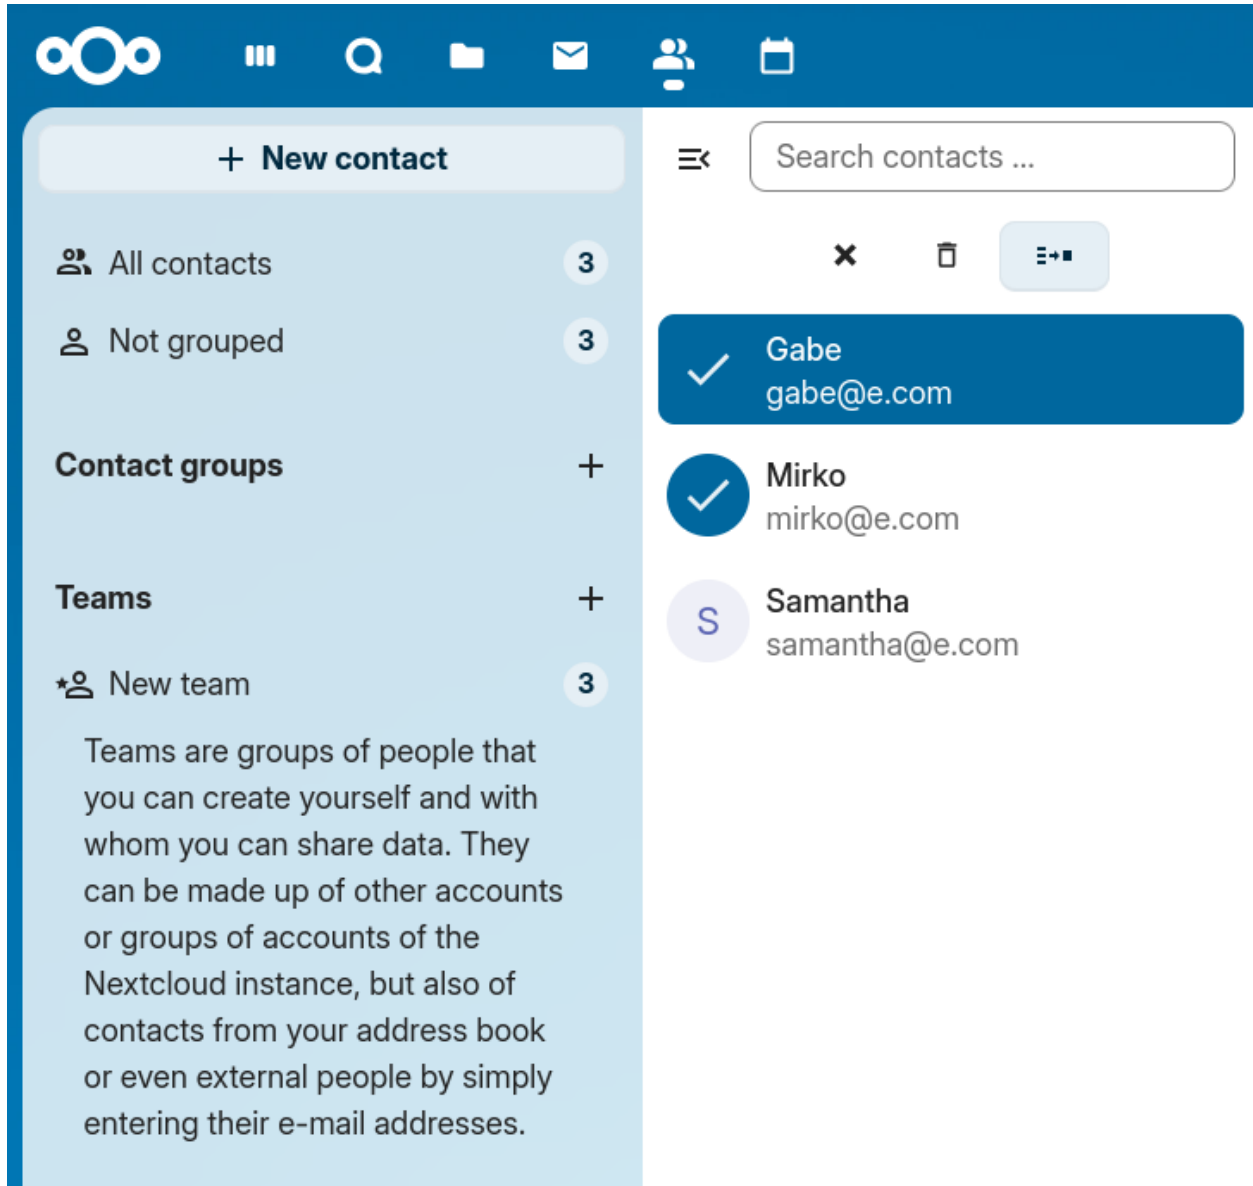 New contact
Search contacts ...
All contacts 3
Not grouped 3
Contact groups
Teams
New team 3
Teams are groups of people that
you can create yourself and with
whom you can share data. They
can be made up of other accounts
or groups of accounts of the
Nextcloud instance, but also of
contacts from your address book
or even external people by simply
entering their e-mail addresses.
Gabe
gabe@e.com
Mirko
mirko@e.com
S
Samantha
samantha@e.com